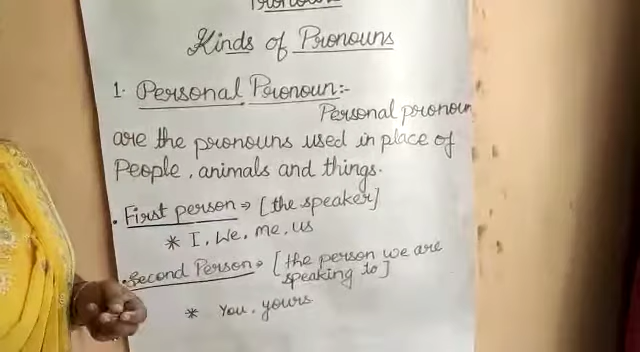 Pronoun
Kinds of Pronouns
1. Personal Pronoun:-
Personal pronoun
are the pronouns used in place of
People, animals and things.
. First person → [the speaker]
* I, We, me, us
. Second Person → [the person we are
speaking to]
* You, yours